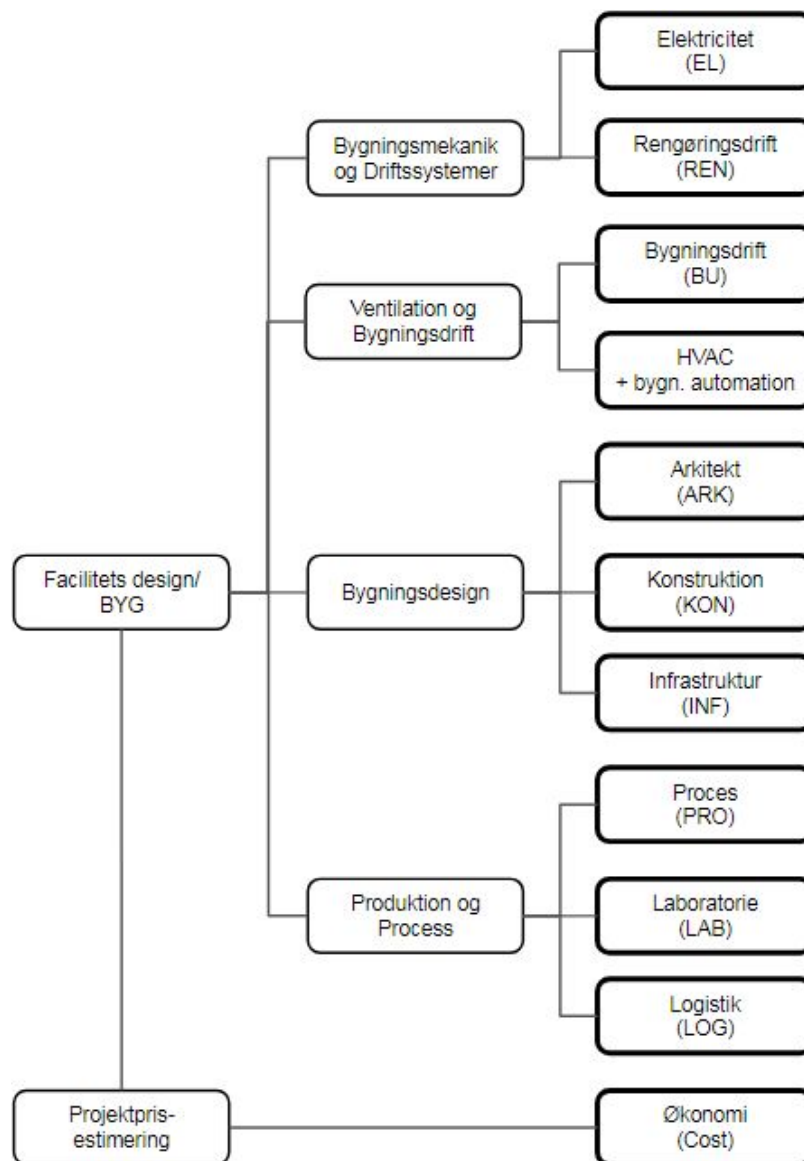 Elektricitet
(EL)
Bygningsmekanik
og Driftssystemer
Rengøringsdrift
(REN)
Bygningsdrift
(BU)
Ventilation og
Bygningsdrift
HVAC
+ bygn. automation
Arkitekt
(ARK)
Facilitets design/
BYG
Bygningsdesign
Konstruktion
(KON)
Infrastruktur
(INF)
Proces
(PRO)
Produktion og
Process
Laboratorie
(LAB)
Logistik
(LOG)
Projektpris-
estimering
Økonomi
(Cost)